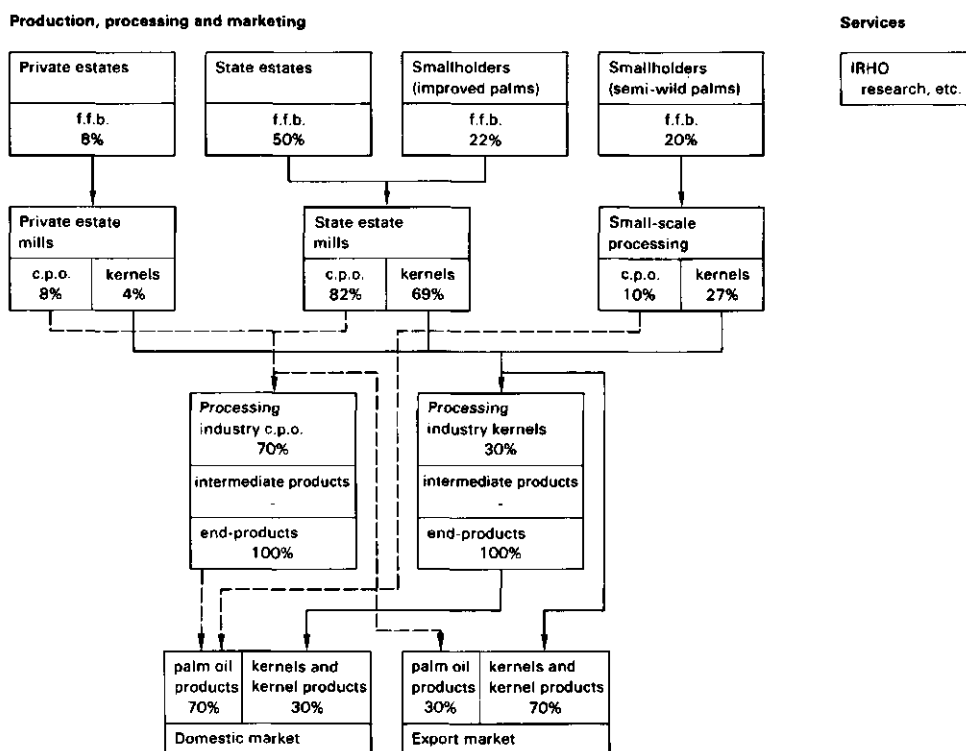 Production, processing and marketing
Services
Private estates
f.f.b.
8%
State estates
f.f.b.
50%
Smallholders
(improved palms)
f.f.b.
22%
Smallholders
(semi-wild palms)
f.f.b.
20%
IRHO
research, etc.
Private estate
mills
c.p.o.
8%
kernels
4%
State estate
mills
c.p.o.
82%
kernels
69%
Small-scale
processing
c.p.o.
10%
kernels
27%
Processing
industry c.p.o.
70%
intermediate products
-
end-products
100%
Processing
industry kernels
30%
intermediate products
-
end-products
100%
palm oil
products
70%
kernels and
kernel products
30%
Domestic market
palm oil
products
30%
kernels and
kernel products
70%
Export market